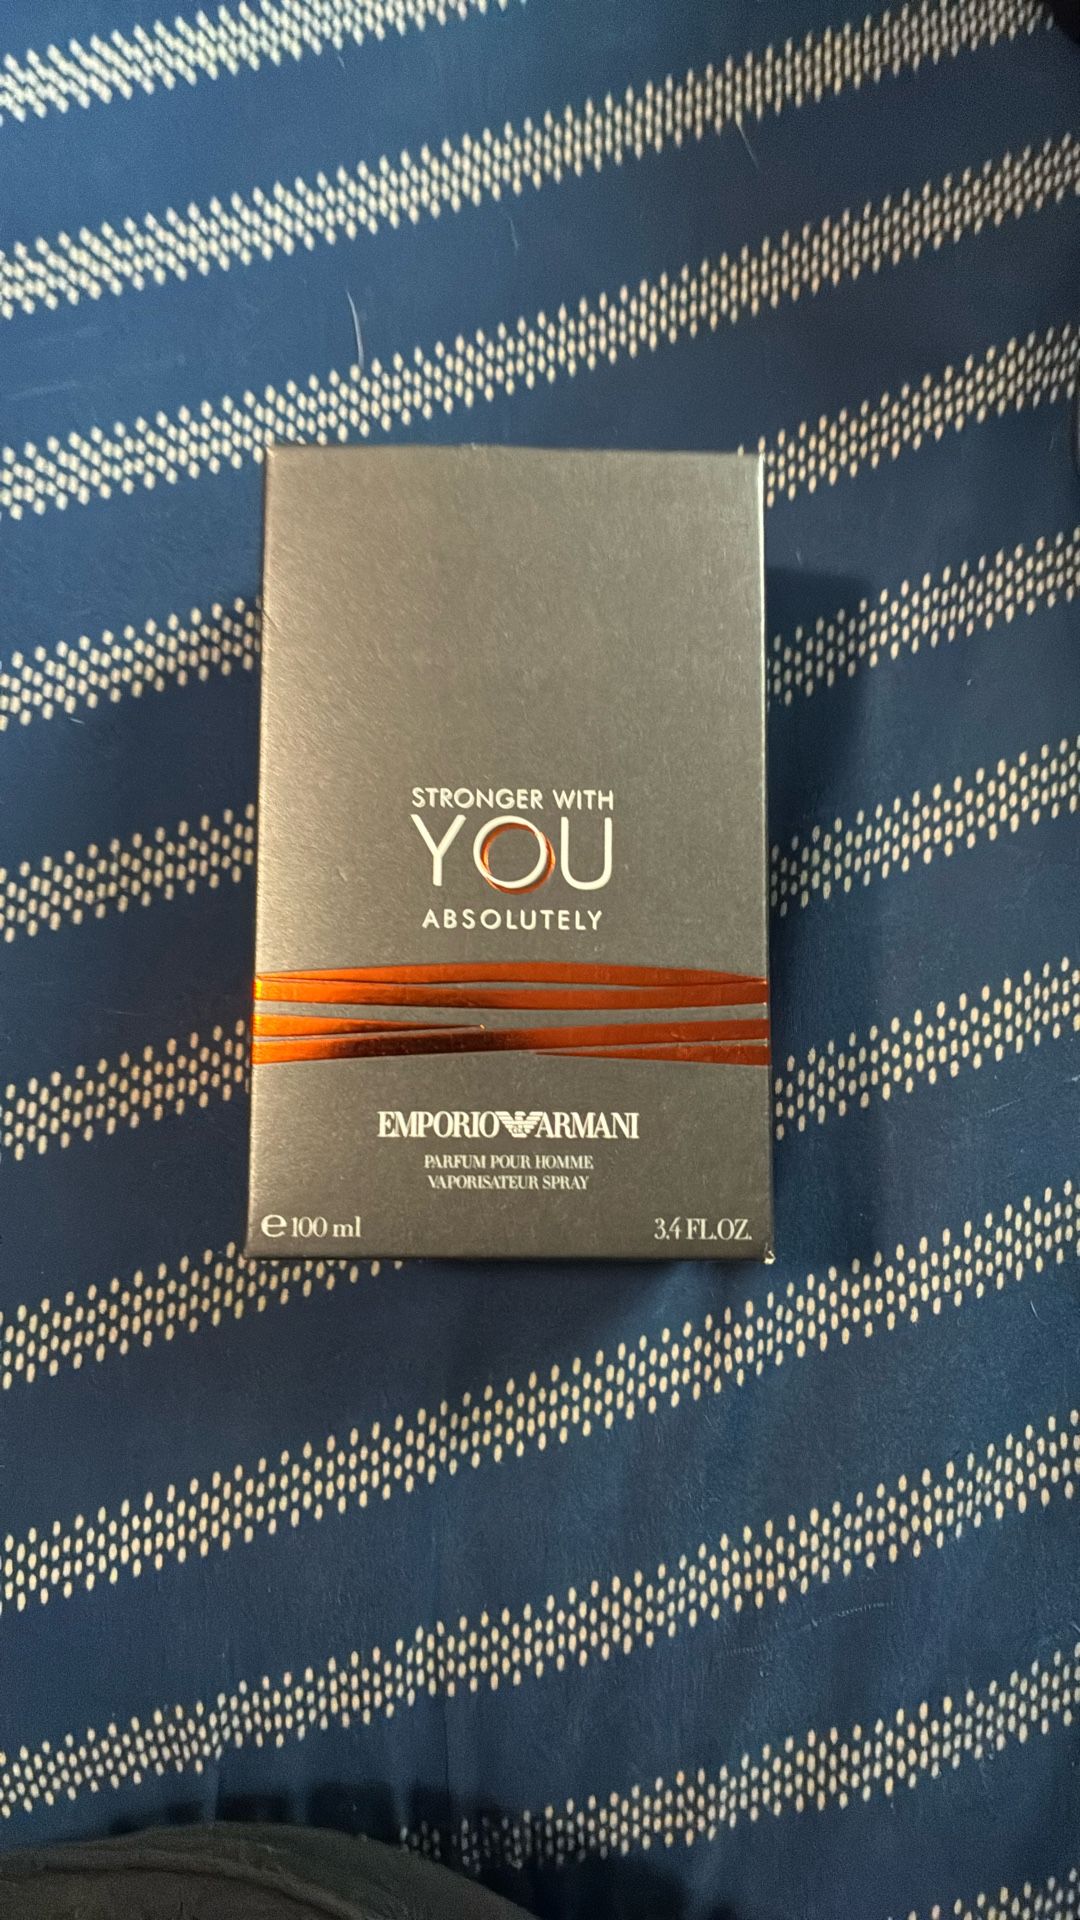 STRONGER WITH
YOU
ABSOLUTELY
EMPORIO ARMANI
PARFUM POUR HOMME
VAPORISATEUR SPRAY
℮ 100 ml
3.4 FL.OZ.